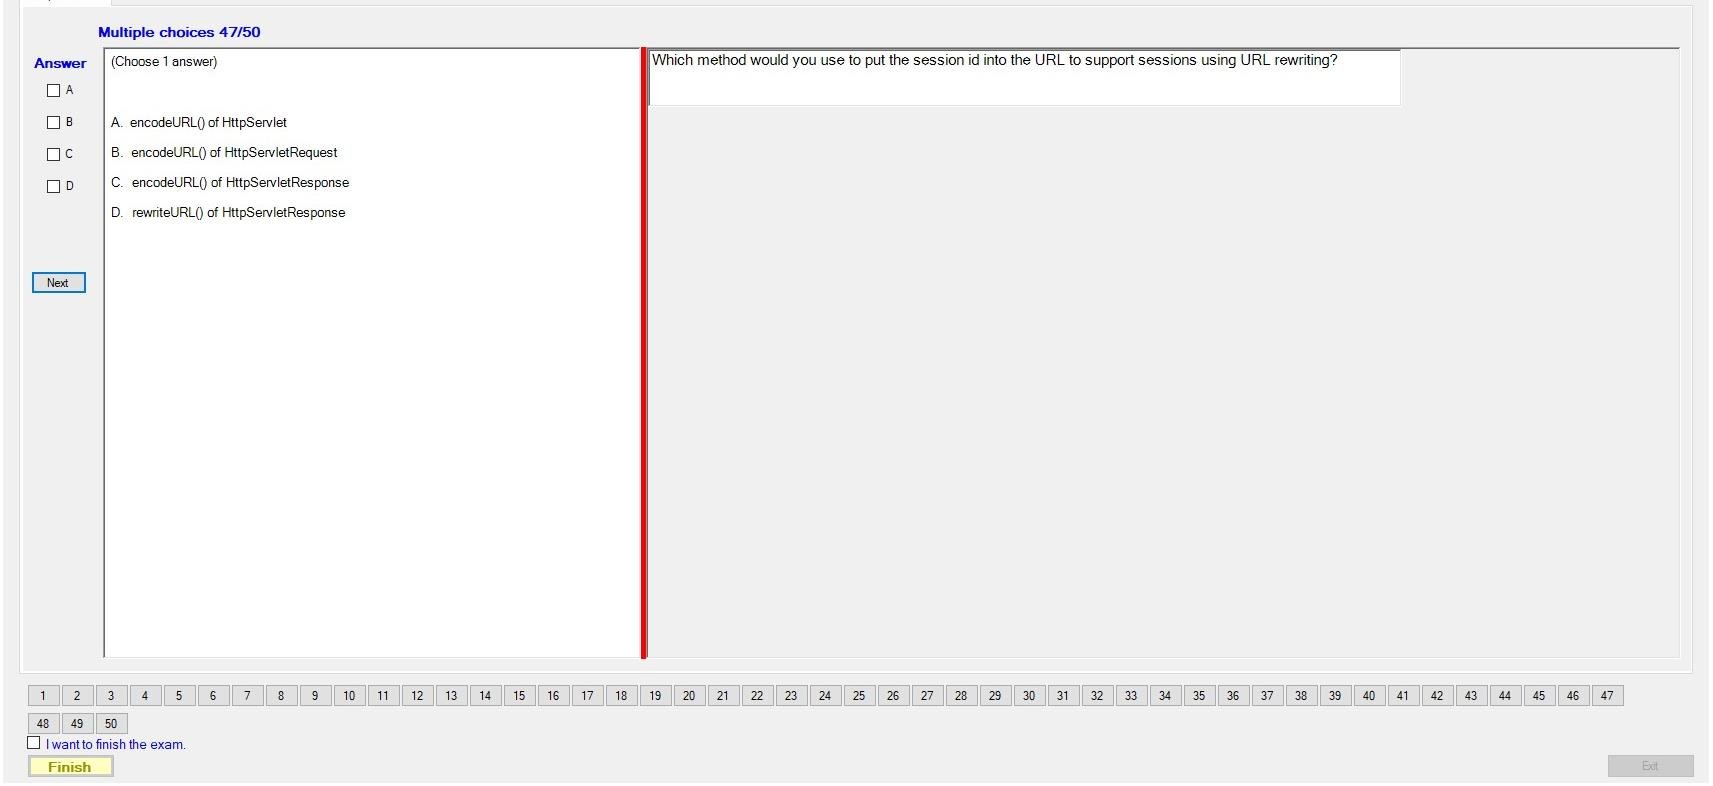 Multiple choices 47/50
Answer
(Choose 1 answer)
Which method would you use to put the session id into the URL to support sessions using URL rewriting?
A
B
C
D
A. encodeURL() of HttpServlet
B. encodeURL() of HttpServletRequest
C. encodeURL() of HttpServletResponse
D. rewriteURL() of HttpServletResponse
Next
1 2 3 4 5 6 7 8 9 10 11 12 13 14 15 16 17 18 19 20 21 22 23 24 25 26 27 28 29 30 31 32 33 34 35 36 37 38 39 40 41 42 43 44 45 46 47
48 49 50
I want to finish the exam.
Finish
Exit